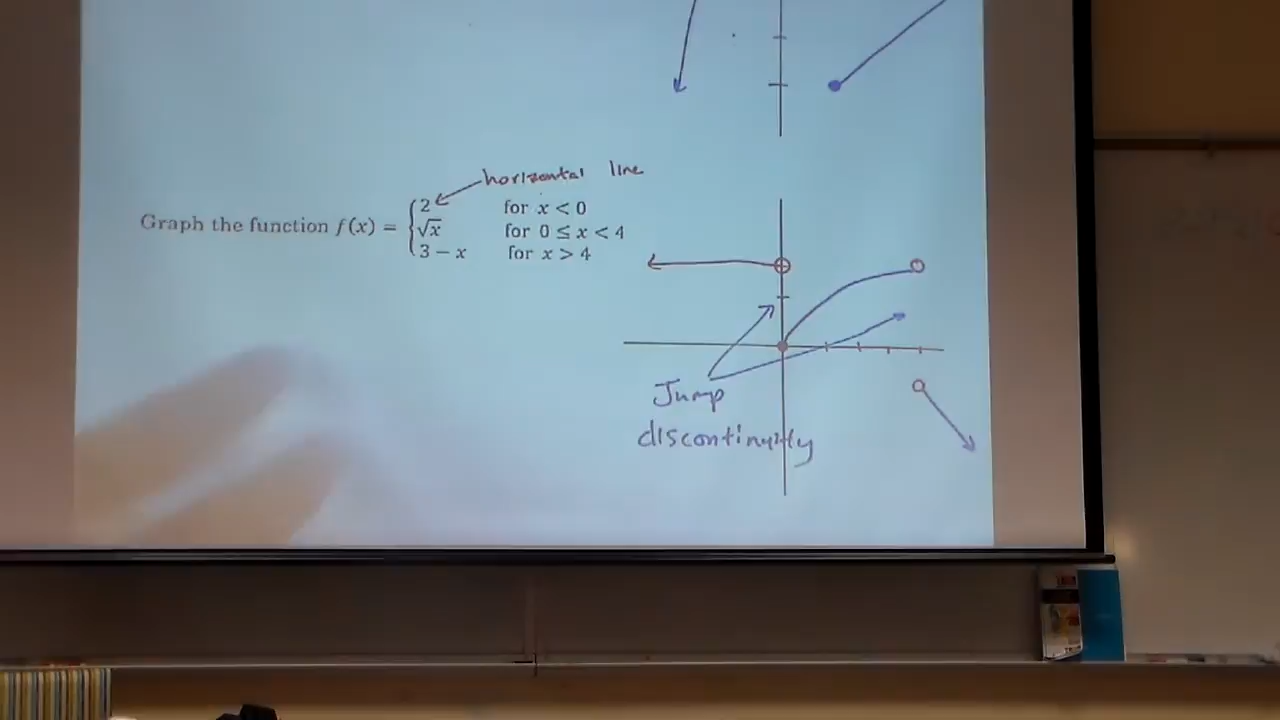 horizontal line
Graph the function f(x) = { 2 for x < 0
√x for 0 ≤ x < 4
3 − x for x > 4
Jump
discontinuity